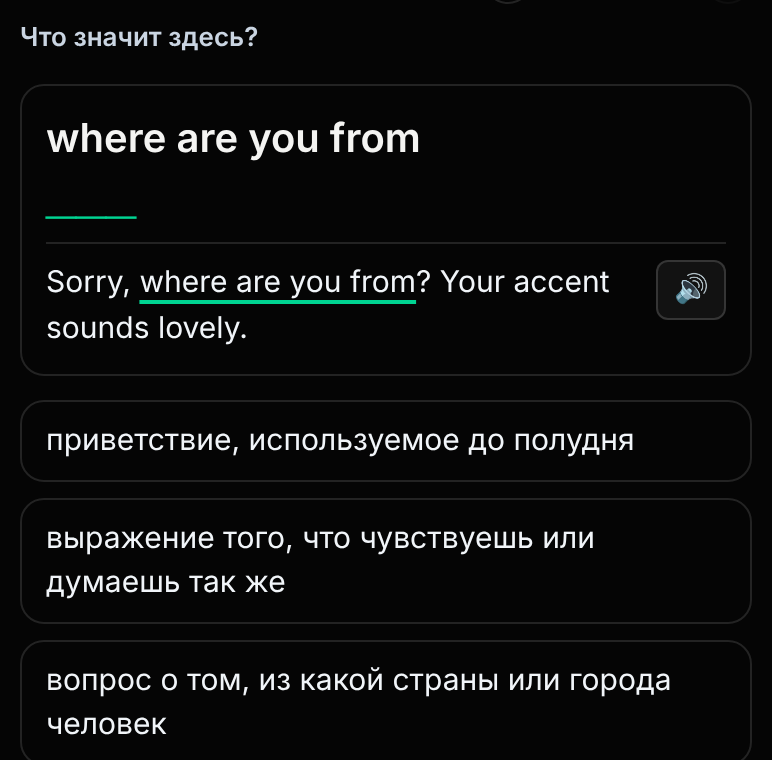 Что значит здесь?
where are you from
Sorry, where are you from? Your accent
sounds lovely.
приветствие, используемое до полудня
выражение того, что чувствуешь или
думаешь так же
вопрос о том, из какой страны или города
человек